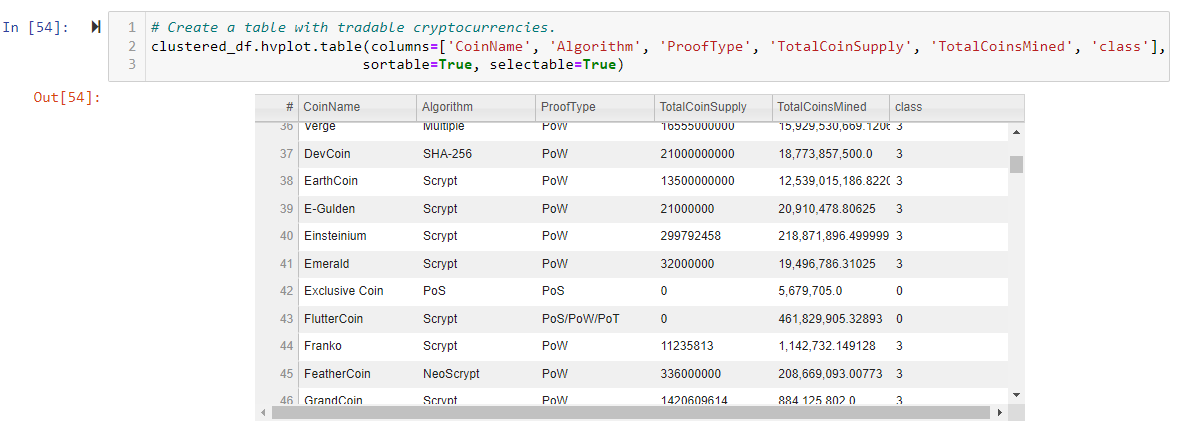 In [54]:
1 # Create a table with tradable cryptocurrencies.
2 clustered_df.hvplot.table(columns=['CoinName', 'Algorithm', 'ProofType', 'TotalCoinSupply', 'TotalCoinsMined', 'class'],
3 sortable=True, selectable=True)
Out[54]:
# CoinName Algorithm ProofType TotalCoinSupply TotalCoinsMined class
36 Verge Multiple PoW 16555000000 15,929,530,669.1206 3
37 DevCoin SHA-256 PoW 21000000000 18,773,857,500.0 3
38 EarthCoin Scrypt PoW 13500000000 12,539,015,186.8220 3
39 E-Gulden Scrypt PoW 21000000 20,910,478.80625 3
40 Einsteinium Scrypt PoW 299792458 218,871,896.499999 3
41 Emerald Scrypt PoW 32000000 19,496,786.31025 3
42 Exclusive Coin PoS PoS 0 5,679,705.0 0
43 FlutterCoin Scrypt PoS/PoW/PoT 0 461,829,905.32893 0
44 Franko Scrypt PoW 11235813 1,142,732.149128 3
45 FeatherCoin NeoScrypt PoW 336000000 208,669,093.00773 3
46 GrandCoin Scrypt PoW 1420609614 884,125,802.0 3